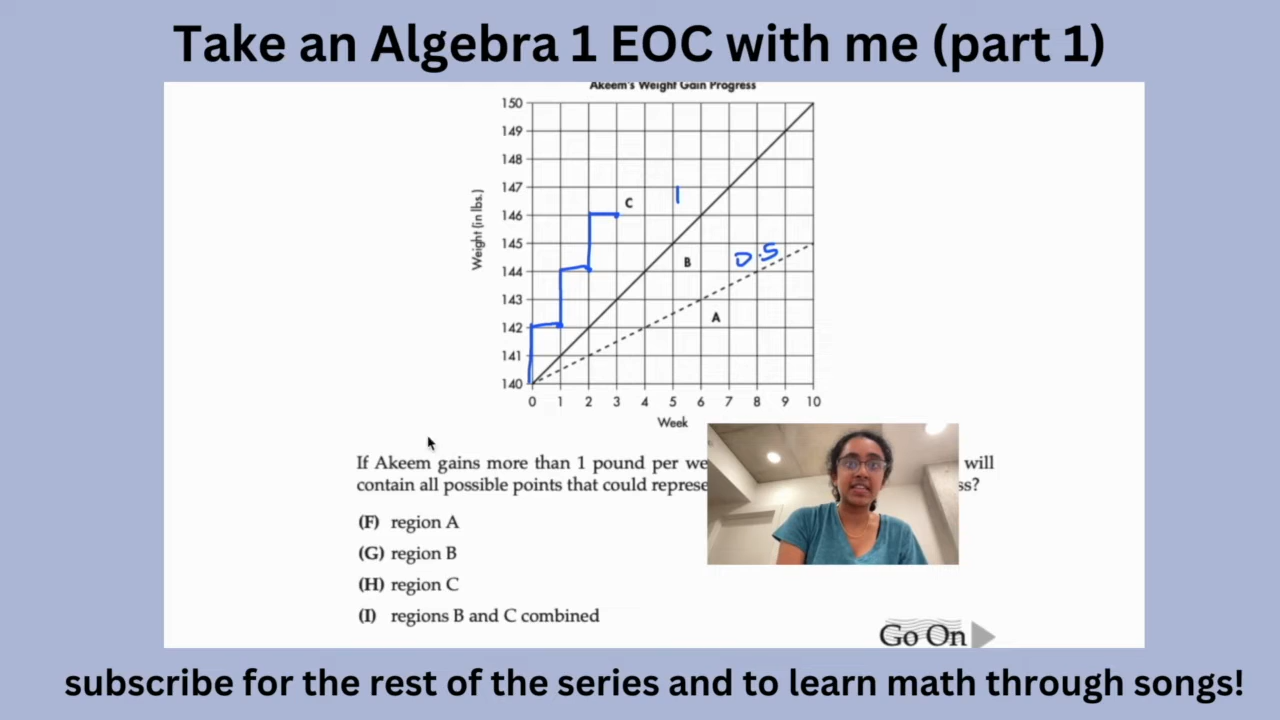 Take an Algebra 1 EOC with me (part 1)
Akeem's Weight Gain Progress
150
149
148
147
146
145
144
143
142
141
140
Weight (in lbs.)
C
1
B
0.5
A
0 1 2 3 4 5 6 7 8 9 10
Week
If Akeem gains more than 1 pound per will
contain all possible points that could
(F) region A
(G) region B
(H) region C
(I) regions B and C combined
Go On
subscribe for the rest of the series and to learn math through songs!